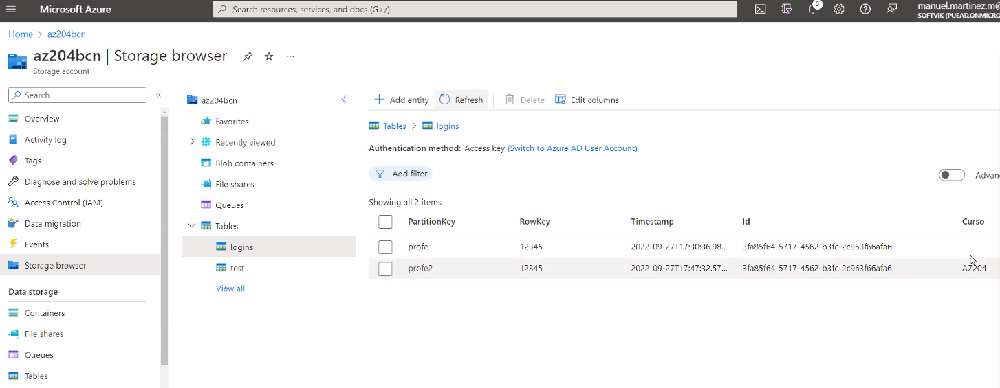 Microsoft Azure
Search resources, services, and docs (G+/)
5
manuel.martinez.m@
SOFTVIK (PUEAD.ONMICRO
Home > az204bcn
az204bcn | Storage browser
Storage account
Search
Overview
Activity log
Tags
Diagnose and solve problems
Access Control (IAM)
Data migration
Events
Storage browser
Data storage
Containers
File shares
Queues
Tables
az204bcn
Favorites
Recently viewed
Blob containers
File shares
Queues
Tables
logins
test
View all
Add entity Refresh Delete Edit columns
Tables > logins
Authentication method: Access key (Switch to Azure AD User Account)
Add filter
Advan
Showing all 2 items
PartitionKey RowKey Timestamp Id Curso
profe 12345 2022-09-27T17:30:36.98... 3fa85f64-5717-4562-b3fc-2c963f66afa6
profe2 12345 2022-09-27T17:47:32.57... 3fa85f64-5717-4562-b3fc-2c963f66afa6 AZ204